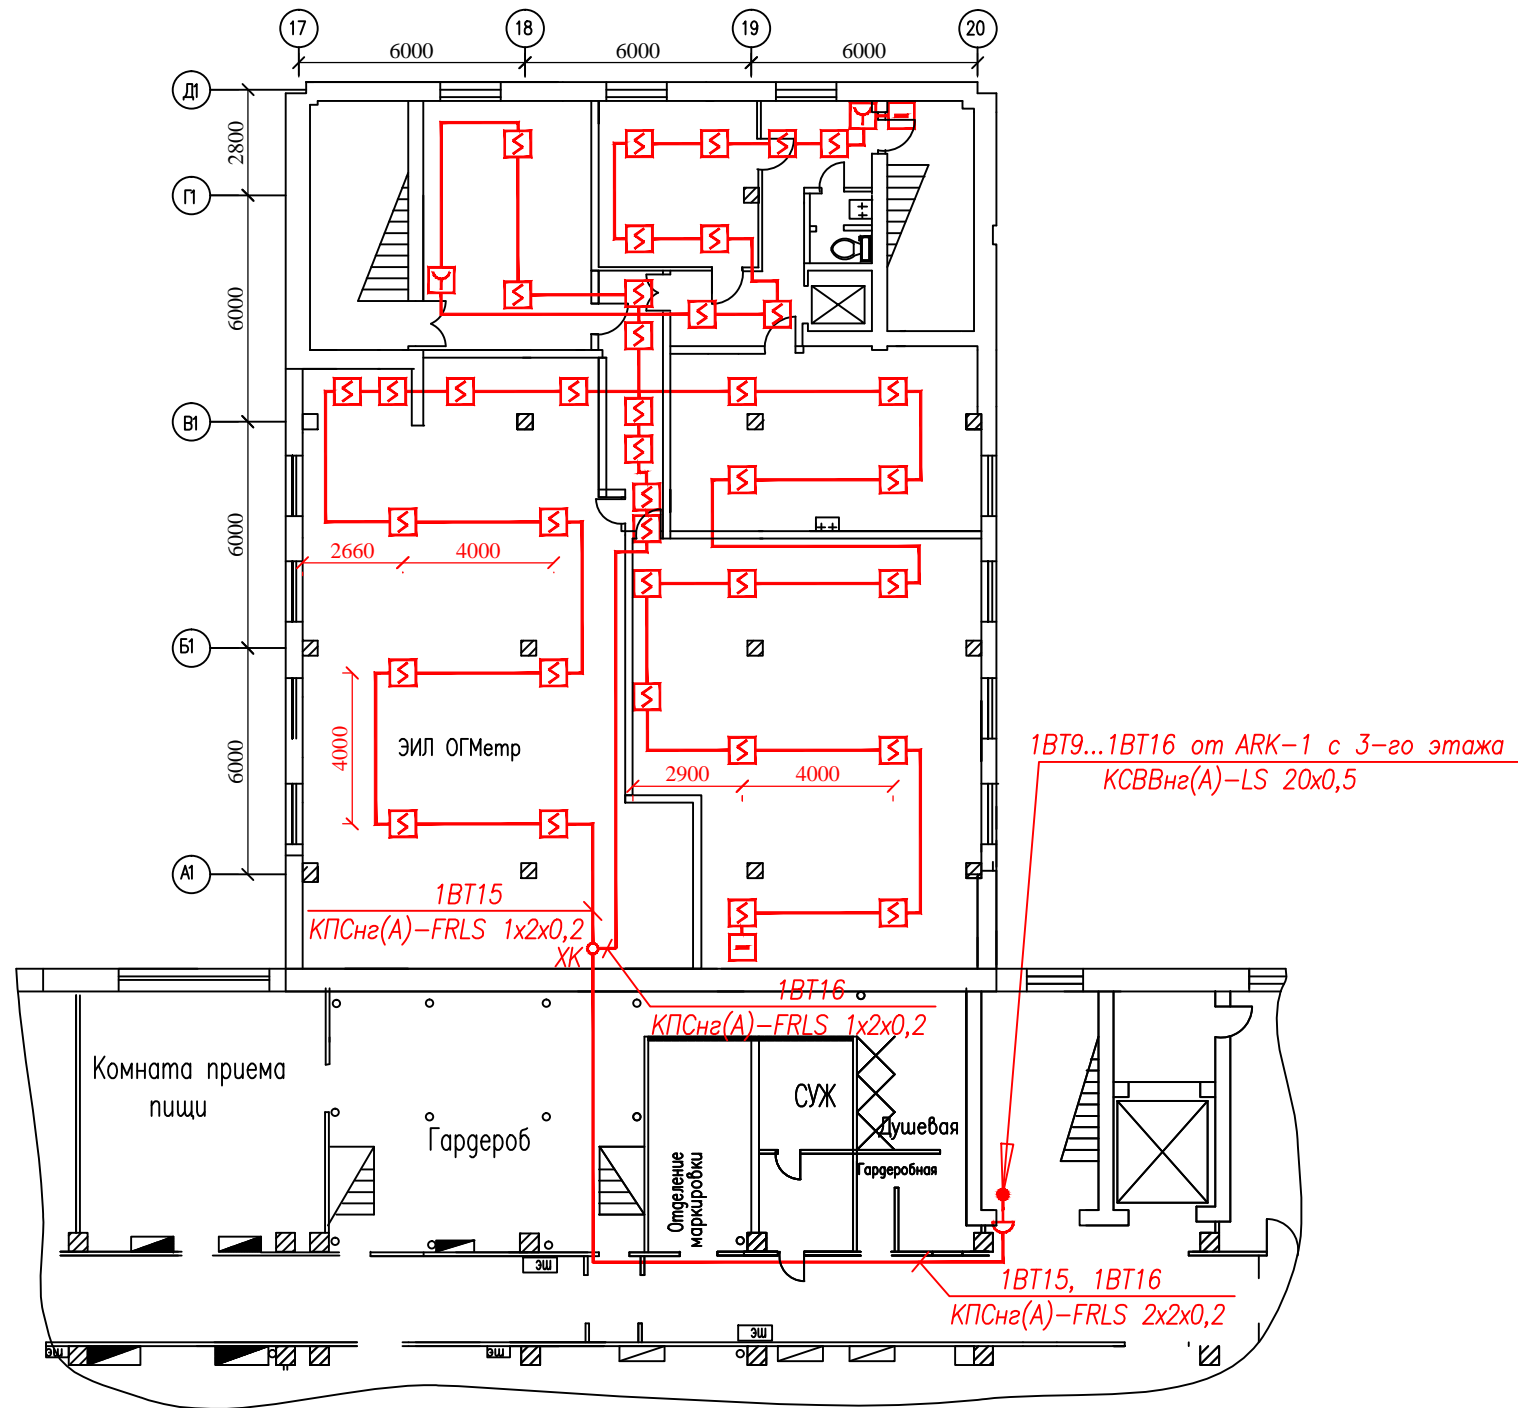 17
18
19
20
6000
6000
6000
Д1
2800
Г1
6000
В1
6000
2660
4000
Б1
6000
4000
ЭИЛ ОГМетр
2900
4000
1ВТ9...1ВТ16 от ARK-1 с 3-го этажа
КСВВнг(А)-LS 20х0,5
А1
1ВТ15
КПСнг(А)-FRLS 1х2х0,2
ХК
1ВТ16
КПСнг(А)-FRLS 1х2х0,2
Комната приема
пищи
Гардероб
СУЖ
Душевая
Гардеробная
Отделение
маркировки
ЭШ
1ВТ15, 1ВТ16
КПСнг(А)-FRLS 2х2х0,2
ЭШ
ЭШ
ЭШ